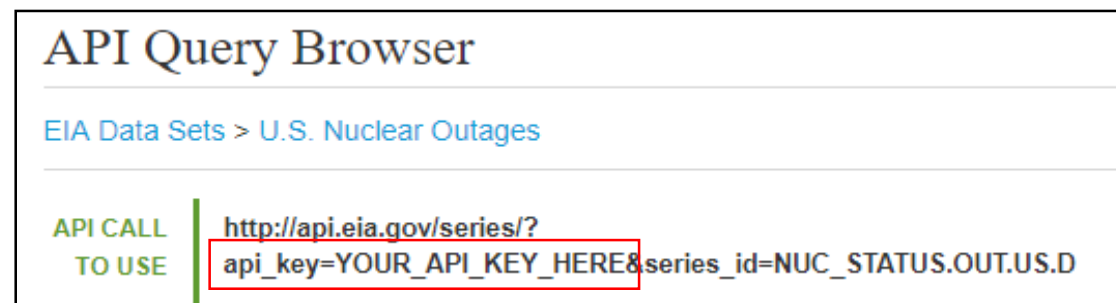 API Query Browser
EIA Data Sets > U.S. Nuclear Outages
API CALL
TO USE
http://api.eia.gov/series/?
api_key=YOUR_API_KEY_HERE&series_id=NUC_STATUS.OUT.US.D